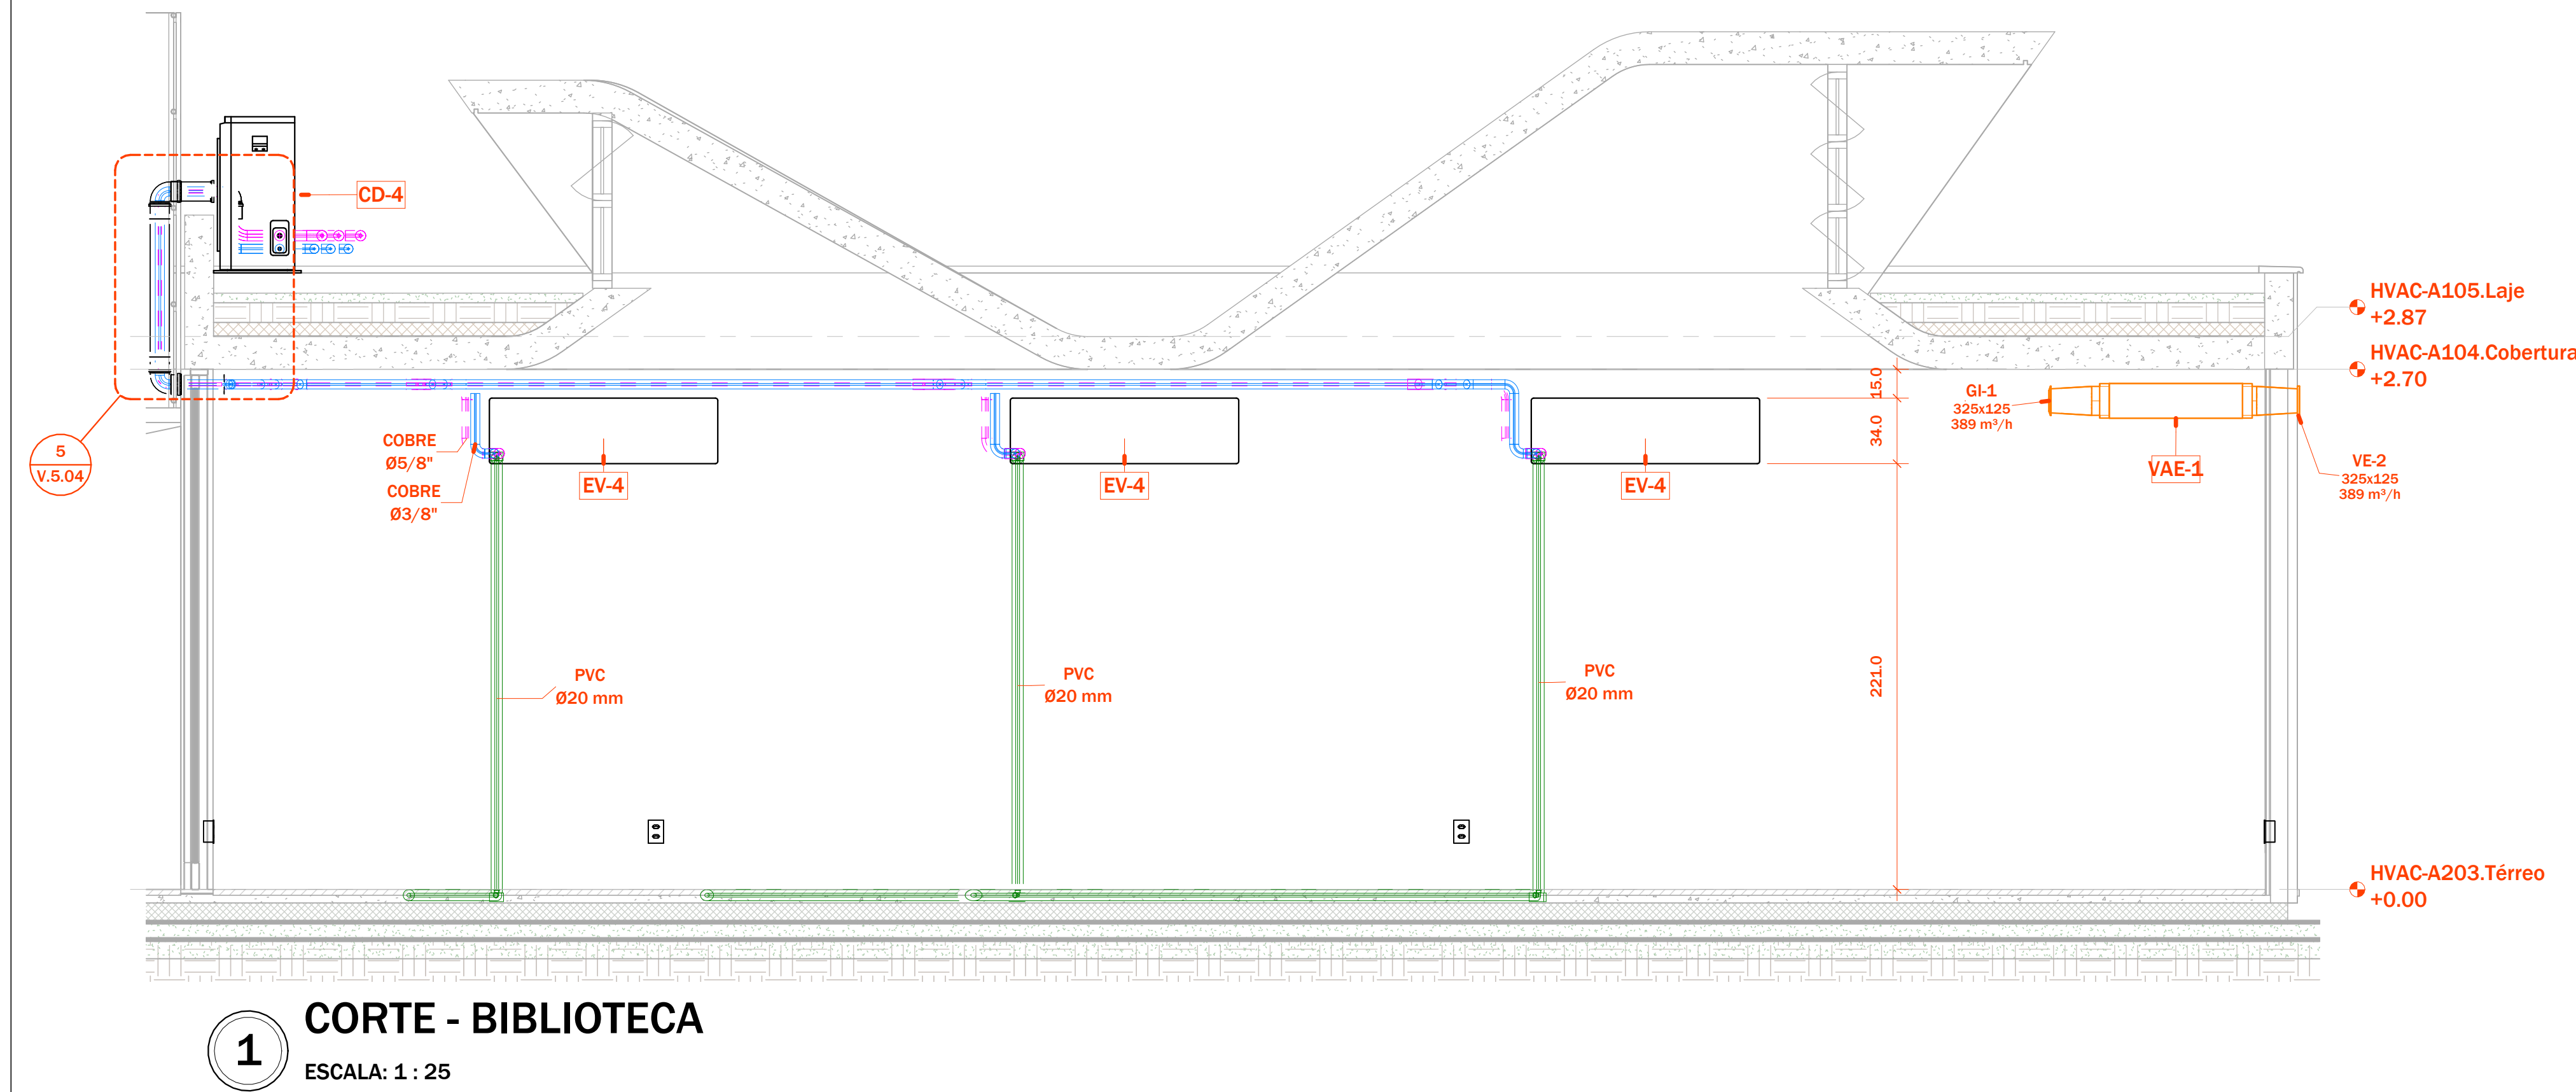 CD-4
HVAC-A105.Laje
+2.87
HVAC-A104.Cobertura
+2.70
15.0
34.0
221.0
GI-1
325x125
389 m³/h
VAE-1
VE-2
325x125
389 m³/h
5
V.5.04
COBRE
Ø5/8"
COBRE
Ø3/8"
EV-4
EV-4
EV-4
PVC
Ø20 mm
PVC
Ø20 mm
PVC
Ø20 mm
HVAC-A203.Térreo
+0.00
1
CORTE - BIBLIOTECA
ESCALA: 1 : 25